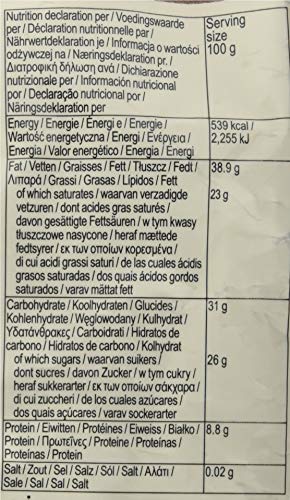 Nutrition declaration per / Voedingswaarde
per / Déclaration nutritionnelle par /
Nährwertdeklaration je / Informacja o wartości
odżywczej na / Næringsdeklaration pr. /
Διατροφική δήλωση ανά / Dichiarazione
nutrizionale per / Información nutricional
por / Declaração nutricional por /
Näringsdeklaration per
Serving
size
100 g
Energy / Energie / Énergi e / Energie /
Wartość energetyczna / Energi / Ενέργεια /
Energia / Valor energético / Energia / Energi
539 kcal /
2,255 kJ
Fat / Vetten / Graisses / Fett / Tłuszcz / Fedt /
Λιπαρά / Grassi / Grasas / Lípidos / Fett
38.9 g
of which saturates / waarvan verzadigde
vetzuren / dont acides gras saturés /
davon gesättigte Fettsäuren / w tym kwasy
tłuszczowe nasycone / heraf mættede
fedtsyrer / εκ των οποίων κορεσμένα /
di cui acidi grassi saturi / de las cuales ácidis
grasos saturadas / dos quais ácidos gordos
saturados / varav mättat fett
23 g
Carbohydrate / Koolhydraten / Glucides /
Kohlenhydrate / Węglowodany / Kulhydrat /
Υδατάνθρακες / Carboidrati / Hidratos de
carbono / Hidratos de carbono / Kolhydrat
31 g
of which sugars / waarvan suikers /
dont sucres / davon Zucker / w tym cukry /
heraf sukkerarter / εκ των οποίων σάκχαρα /
di cui zuccheri / de los cuales azúcares /
dos quais açúcares / varav sockerarter
26 g
Protein / Eiwitten / Protéines / Eiweiss / Białko /
Protein / Πρωτεΐνες / Proteine / Proteínas /
Proteínas / Protein
8.8 g
Salt / Zout / Sel / Salz / Sól / Salt / Αλάτι /
Sale / Sal / Sal / Salt
0.02 g